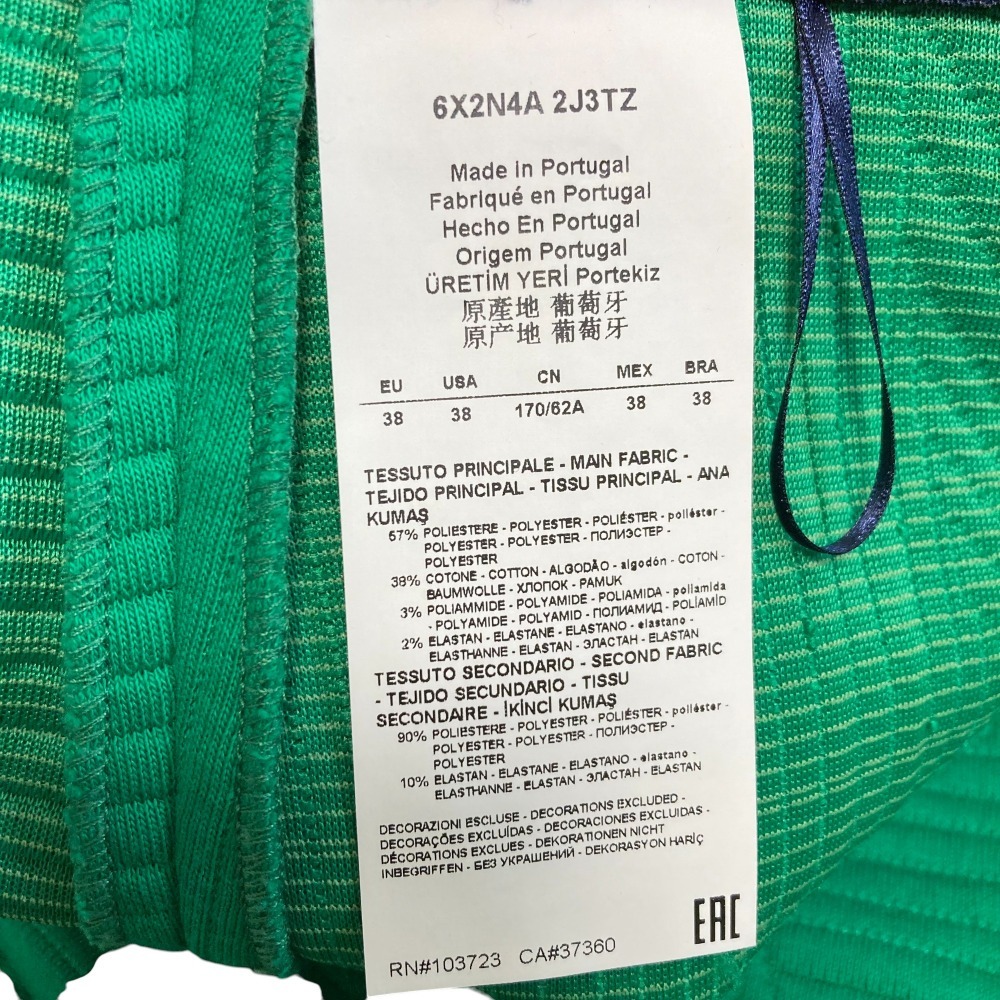 6X2N4A 2J3TZ
Made in Portugal
Fabriqué en Portugal
Hecho En Portugal
Origem Portugal
ÜRETİM YERİ Portekiz
原產地 葡萄牙
原产地 葡萄牙
EU USA CN MEX BRA
38 38 170/62A 38 38
TESSUTO PRINCIPALE - MAIN FABRIC -
TEJIDO PRINCIPAL - TISSU PRINCIPAL - ANA
KUMAŞ
57% POLIESTERE - POLYESTER - POLIÉSTER - poliéster -
POLYESTER - POLYESTER - ПОЛИЭСТЕР -
POLYESTER
38% COTONE - COTTON - ALGODÃO - algodón - COTON -
BAUMWOLLE - ХЛОПОК - PAMUK
3% POLIAMMIDE - POLYAMIDE - POLIAMIDA - poliamida
- POLYAMIDE - POLYAMID - ПОЛИАМИД - POLİAMİD
2% ELASTAN - ELASTANE - ELASTANO - elastano -
ELASTHANNE - ELASTAN - ЭЛАСТАН - ELASTAN
TESSUTO SECONDARIO - SECOND FABRIC
- TEJIDO SECUNDARIO - TISSU
SECONDAIRE - İKİNCİ KUMAŞ
90% POLIESTERE - POLYESTER - POLIÉSTER - poliéster -
POLYESTER - POLYESTER - ПОЛИЭСТЕР -
POLYESTER
10% ELASTAN - ELASTANE - ELASTANO - elastano -
ELASTHANNE - ELASTAN - ЭЛАСТАН - ELASTAN
DECORAZIONI ESCLUSE - DECORATIONS EXCLUDED -
DECORAÇÕES EXCLUÍDAS - DECORACIONES EXCLUIDAS -
DÉCORATIONS EXCLUES - DEKORATIONEN NICHT
INBEGRIFFEN - БЕЗ УКРАШЕНИЙ - DEKORASYON HARİÇ
EAC
RN#103723 CA#37360